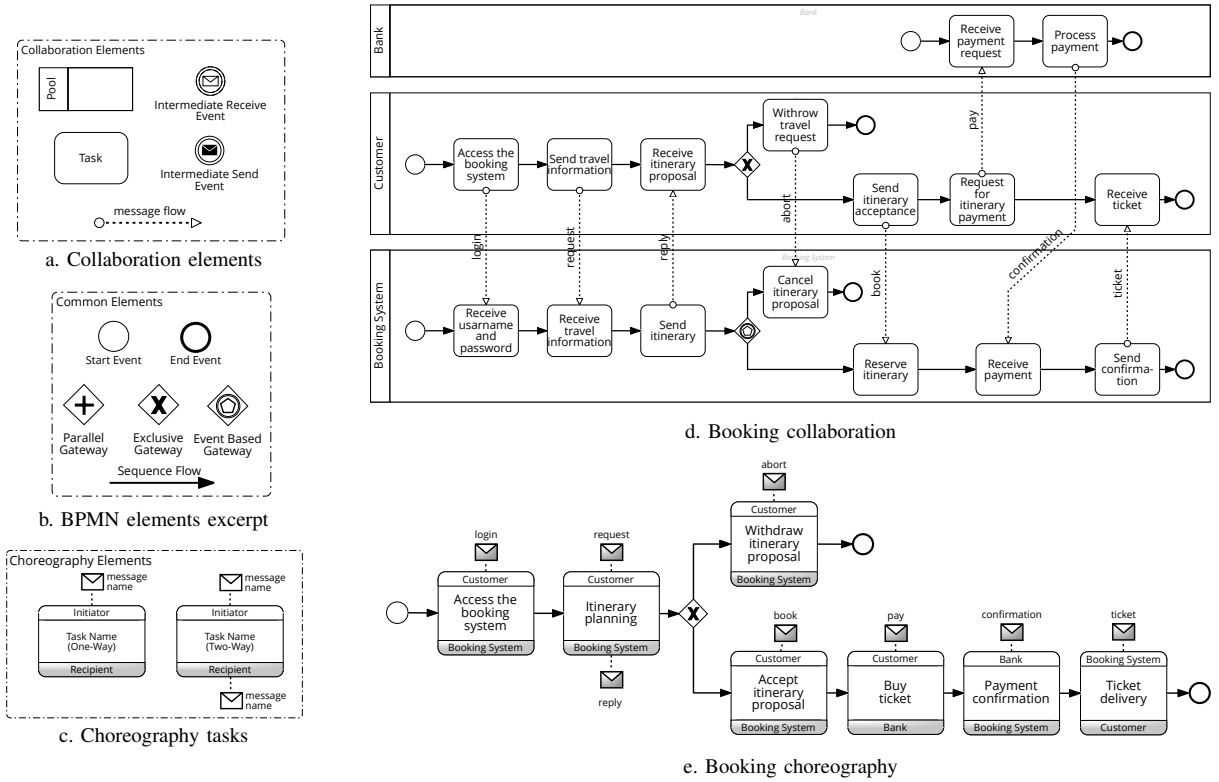 Collaboration Elements
Pool
Intermediate Receive
Event
Task
Intermediate Send
Event
message flow
a. Collaboration elements
Common Elements
Start Event
End Event
Parallel
Gateway
Exclusive
Gateway
Event Based
Gateway
Sequence Flow
b. BPMN elements excerpt
Choreography Elements
message
name
Initiator
Task Name
(One-Way)
Recipient
message
name
Initiator
Task Name
(Two-Way)
Recipient
message
name
c. Choreography tasks
Bank
Bank
Receive
payment
request
Process
payment
Customer
Access the
booking
system
Send travel
information
Receive
itinerary
proposal
X
Withrow
travel
request
Send
itinerary
acceptance
Request
for
itinerary
payment
Receive
ticket
pay
login
request
reply
abort
book
confirmation
ticket
Booking System
Booking System
Receive
usarname
and
password
Receive
travel
information
Send
itinerary
Cancel
itinerary
proposal
Reserve
itinerary
Receive
payment
Send
confirma-
tion
d. Booking collaboration
login
Customer
Access the
booking
system
Booking System
request
Customer
Itinerary
planning
Booking System
reply
X
abort
Customer
Withdraw
itinerary
proposal
Booking System
book
Customer
Accept
itinerary
proposal
Booking System
pay
Customer
Buy
ticket
Bank
confirmation
Bank
Payment
confirmation
Booking System
ticket
Booking System
Ticket
delivery
Customer
e. Booking choreography